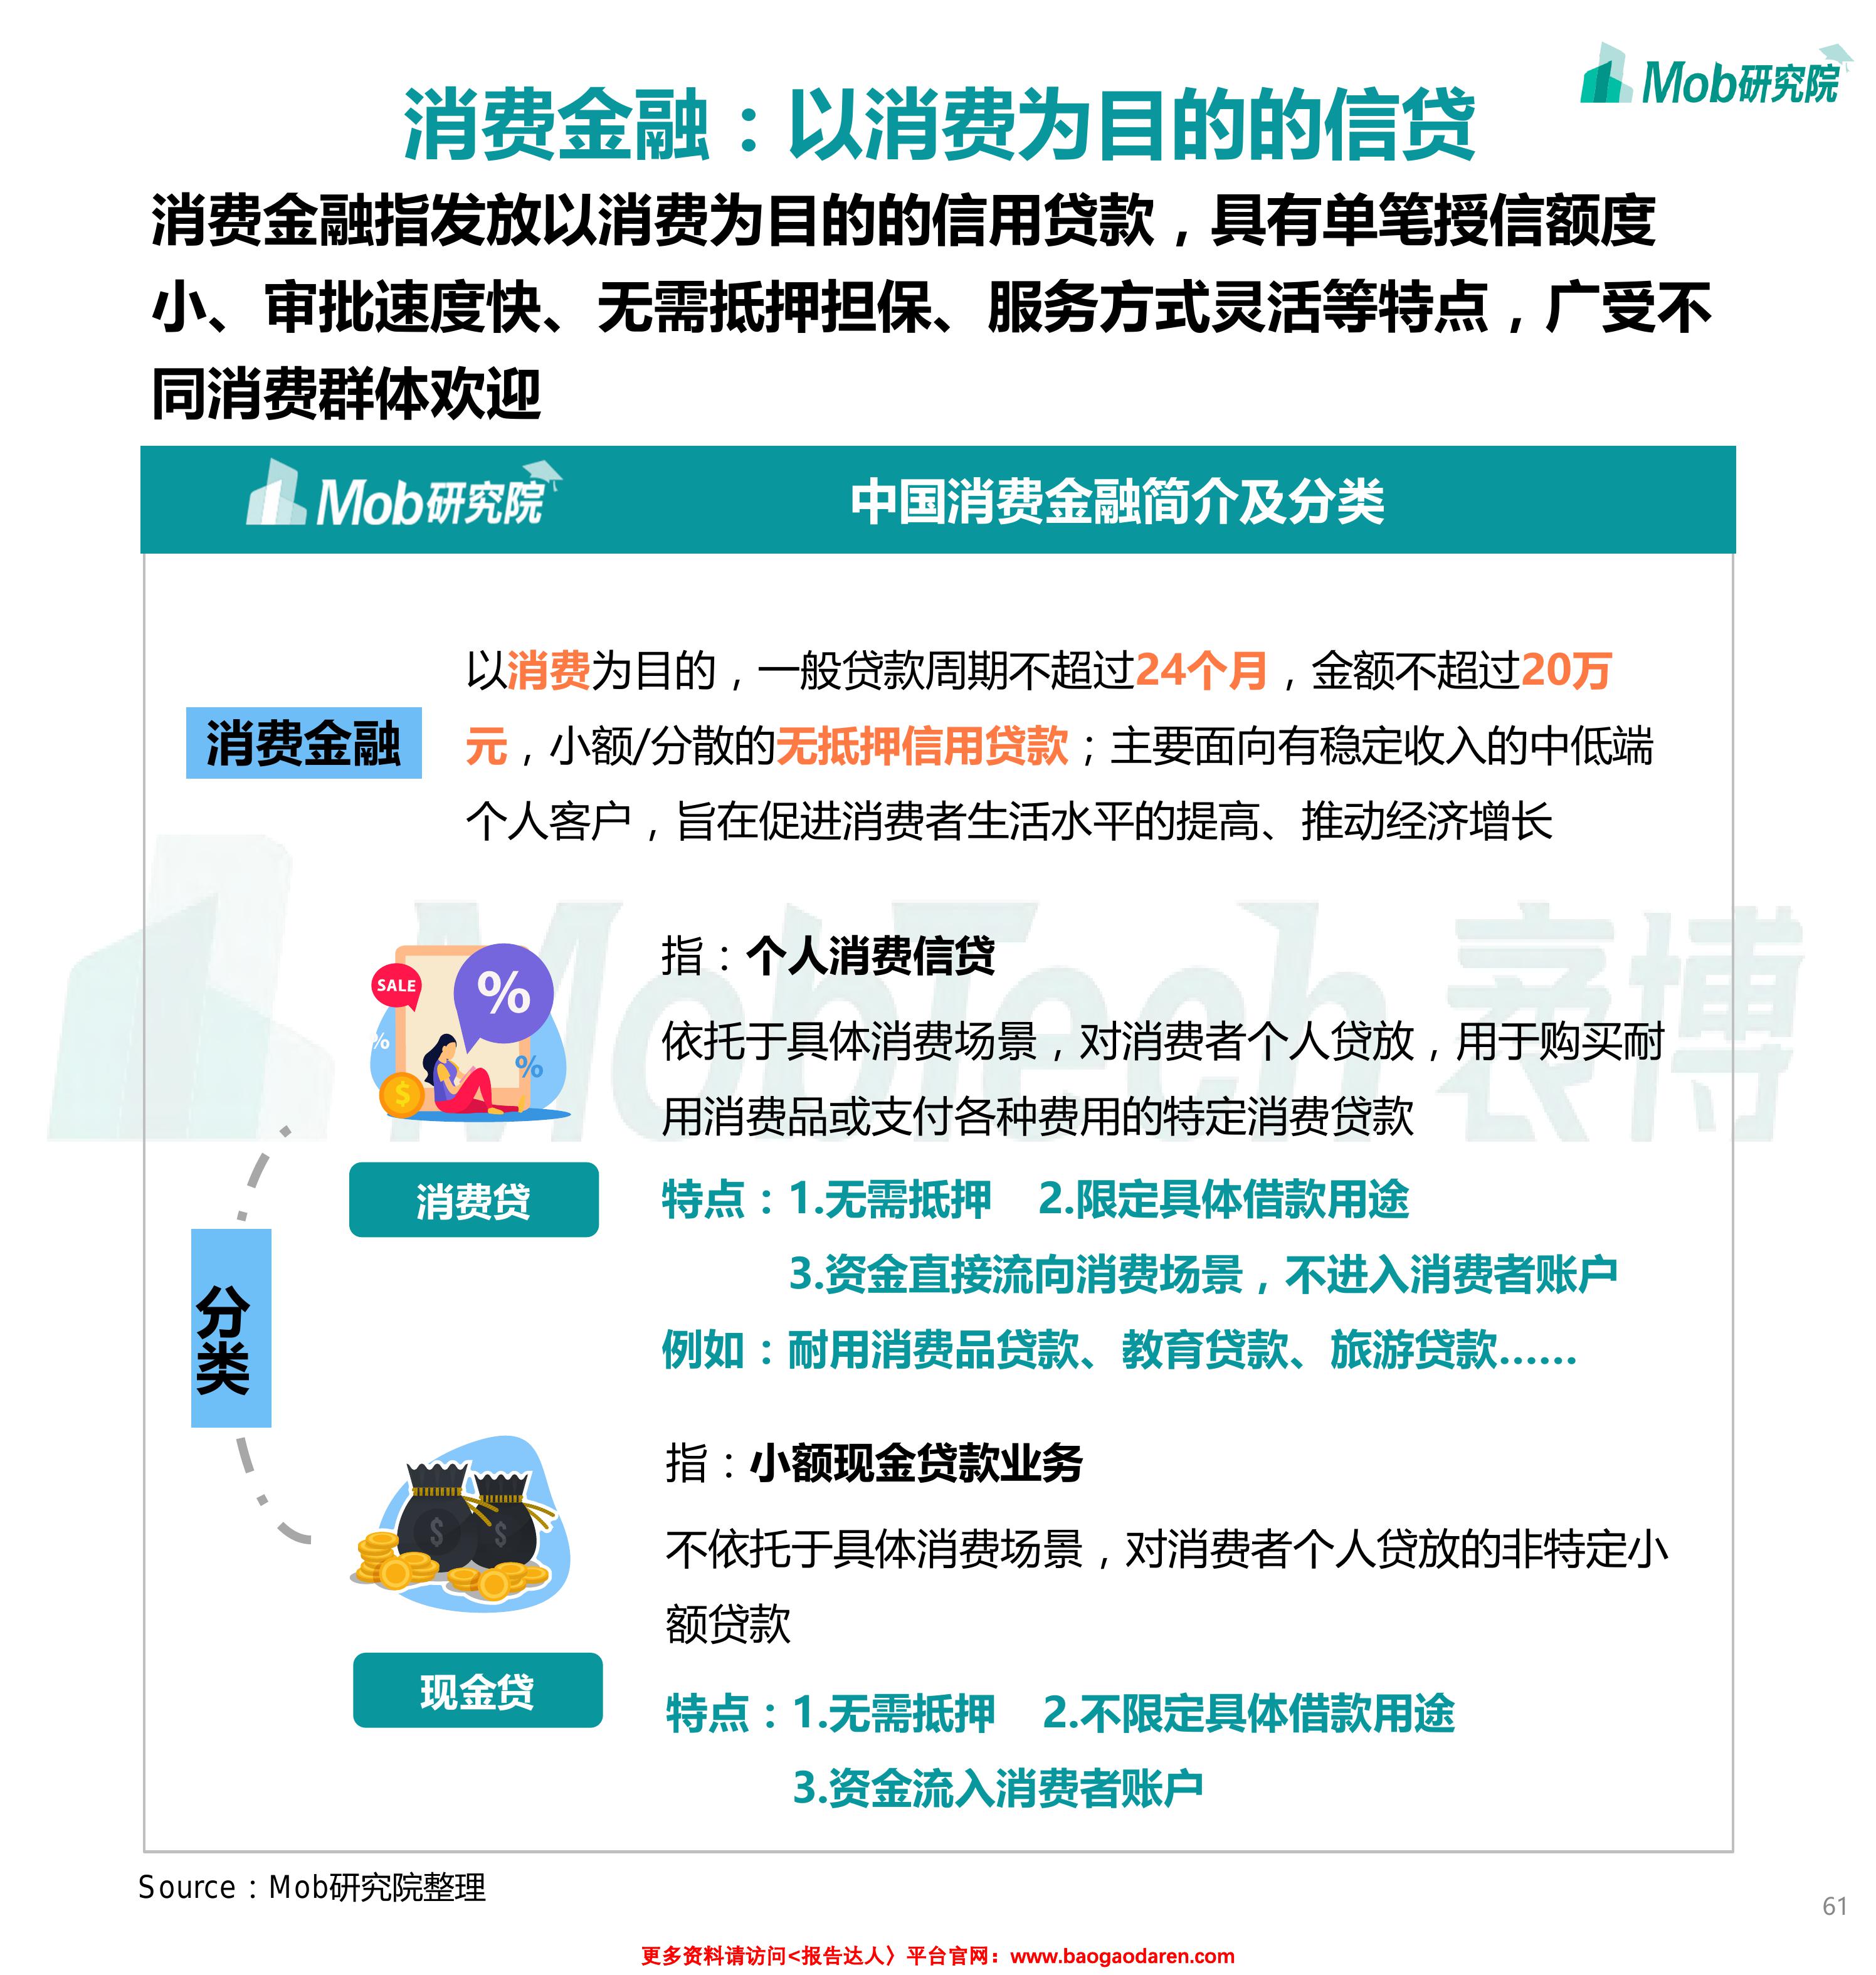 Mob研究院
消费金融：以消费为目的的信贷
消费金融指发放以消费为目的的信用贷款，具有单笔授信额度
小、审批速度快、无需抵押担保、服务方式灵活等特点，广受不
同消费群体欢迎
Mob研究院
中国消费金融简介及分类
消费金融
以消费为目的，一般贷款周期不超过24个月，金额不超过20万
元，小额/分散的无抵押信用贷款；主要面向有稳定收入的中低端
个人客户，旨在促进消费者生活水平的提高、推动经济增长
MobTech 袤博
SALE
%
%
%
$
指：个人消费信贷
依托于具体消费场景，对消费者个人贷放，用于购买耐
用消费品或支付各种费用的特定消费贷款
消费贷
特点：1.无需抵押 2.限定具体借款用途
3.资金直接流向消费场景，不进入消费者账户
例如：耐用消费品贷款、教育贷款、旅游贷款……
分类
$
$
指：小额现金贷款业务
不依托于具体消费场景，对消费者个人贷放的非特定小
额贷款
现金贷
特点：1.无需抵押 2.不限定具体借款用途
3.资金流入消费者账户
Source：Mob研究院整理
61
更多资料请访问<报告达人〉平台官网：www.baogaodaren.com